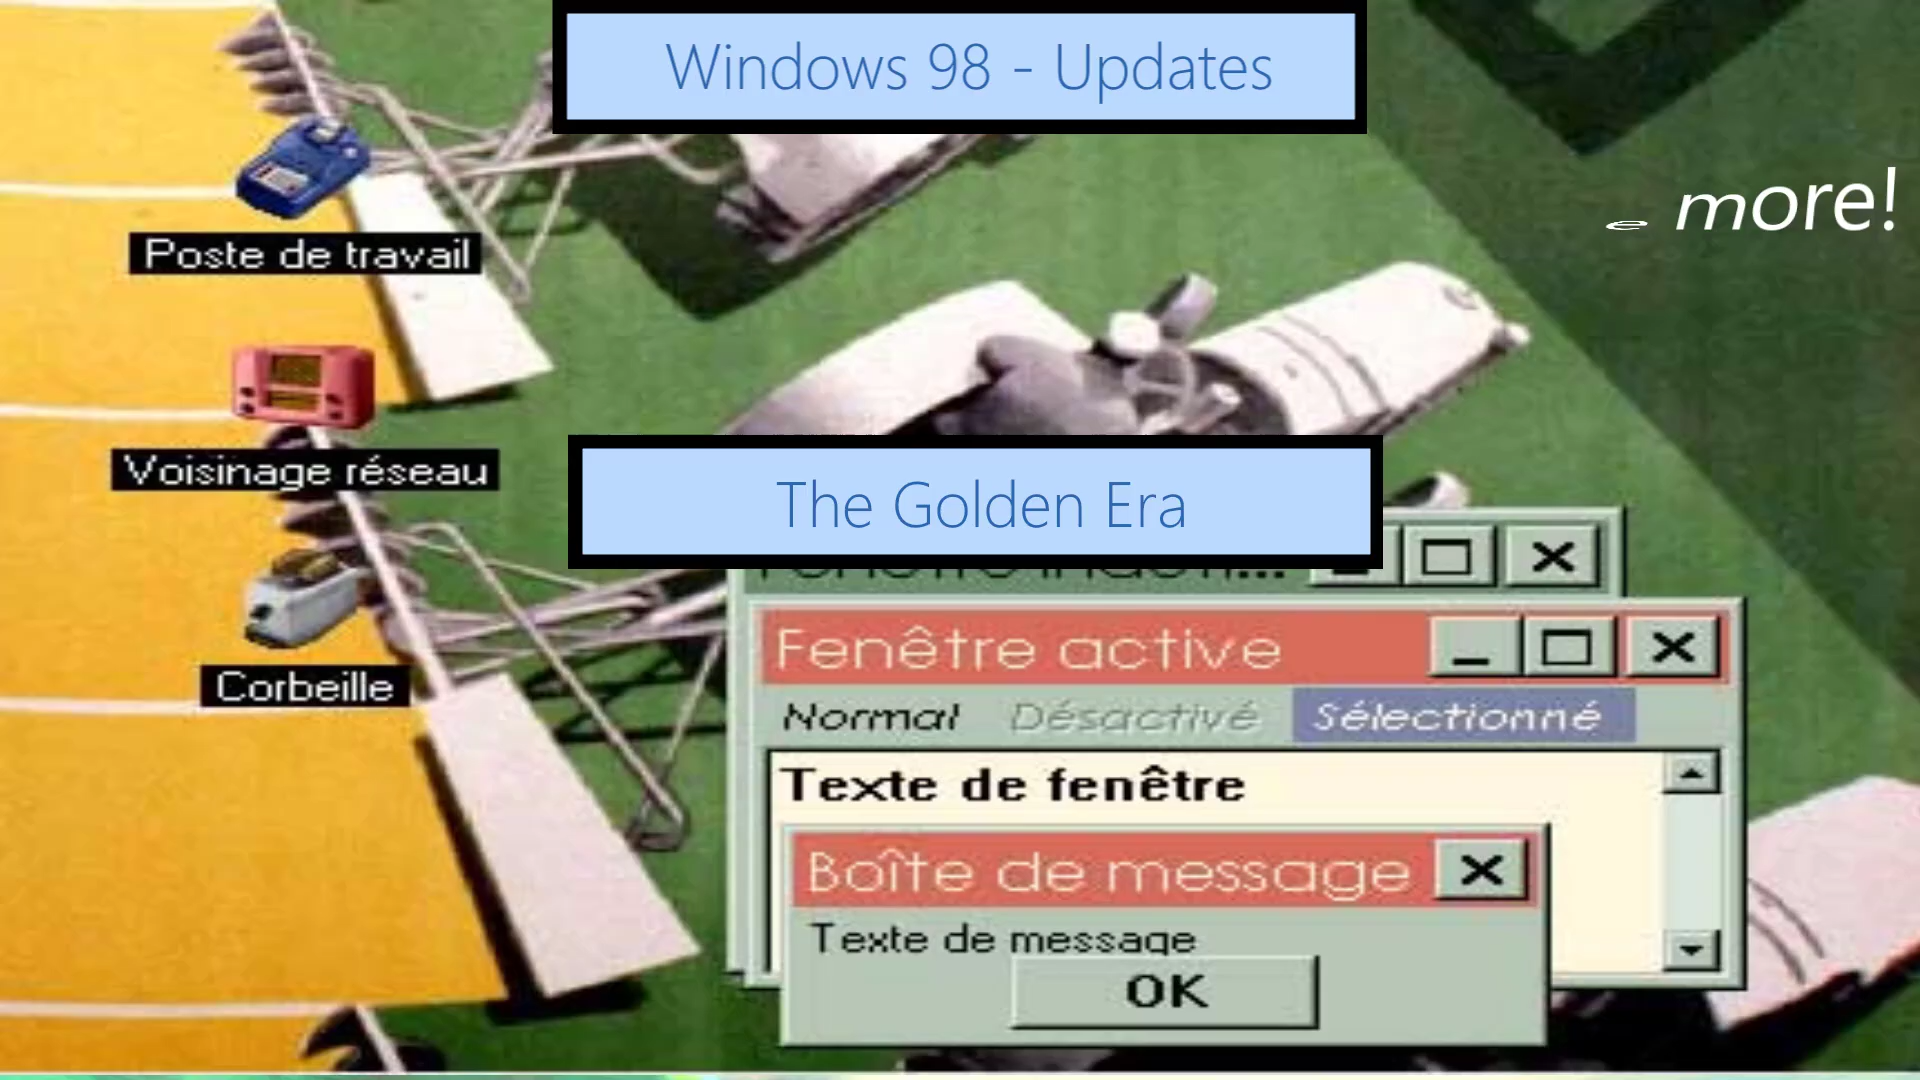 Windows 98 - Updates
more!
Poste de travail
Voisinage réseau
The Golden Era
Corbeille
Fenêtre active
Normal Désactivé Sélectionné
Texte de fenêtre
Boîte de message
Texte de message
OK